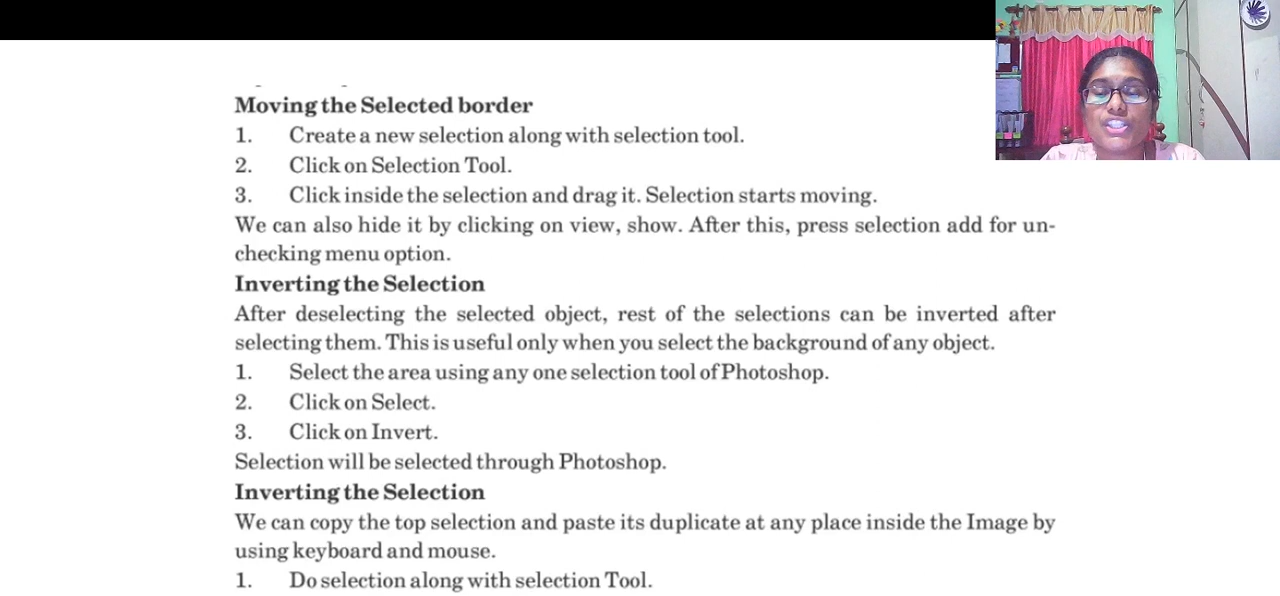 Moving the Selected border
1. Create a new selection along with selection tool.
2. Click on Selection Tool.
3. Click inside the selection and drag it. Selection starts moving.
We can also hide it by clicking on view, show. After this, press selection add for un-
checking menu option.
Inverting the Selection
After deselecting the selected object, rest of the selections can be inverted after
selecting them. This is useful only when you select the background of any object.
1. Select the area using any one selection tool of Photoshop.
2. Click on Select.
3. Click on Invert.
Selection will be selected through Photoshop.
Inverting the Selection
We can copy the top selection and paste its duplicate at any place inside the Image by
using keyboard and mouse.
1. Do selection along with selection Tool.